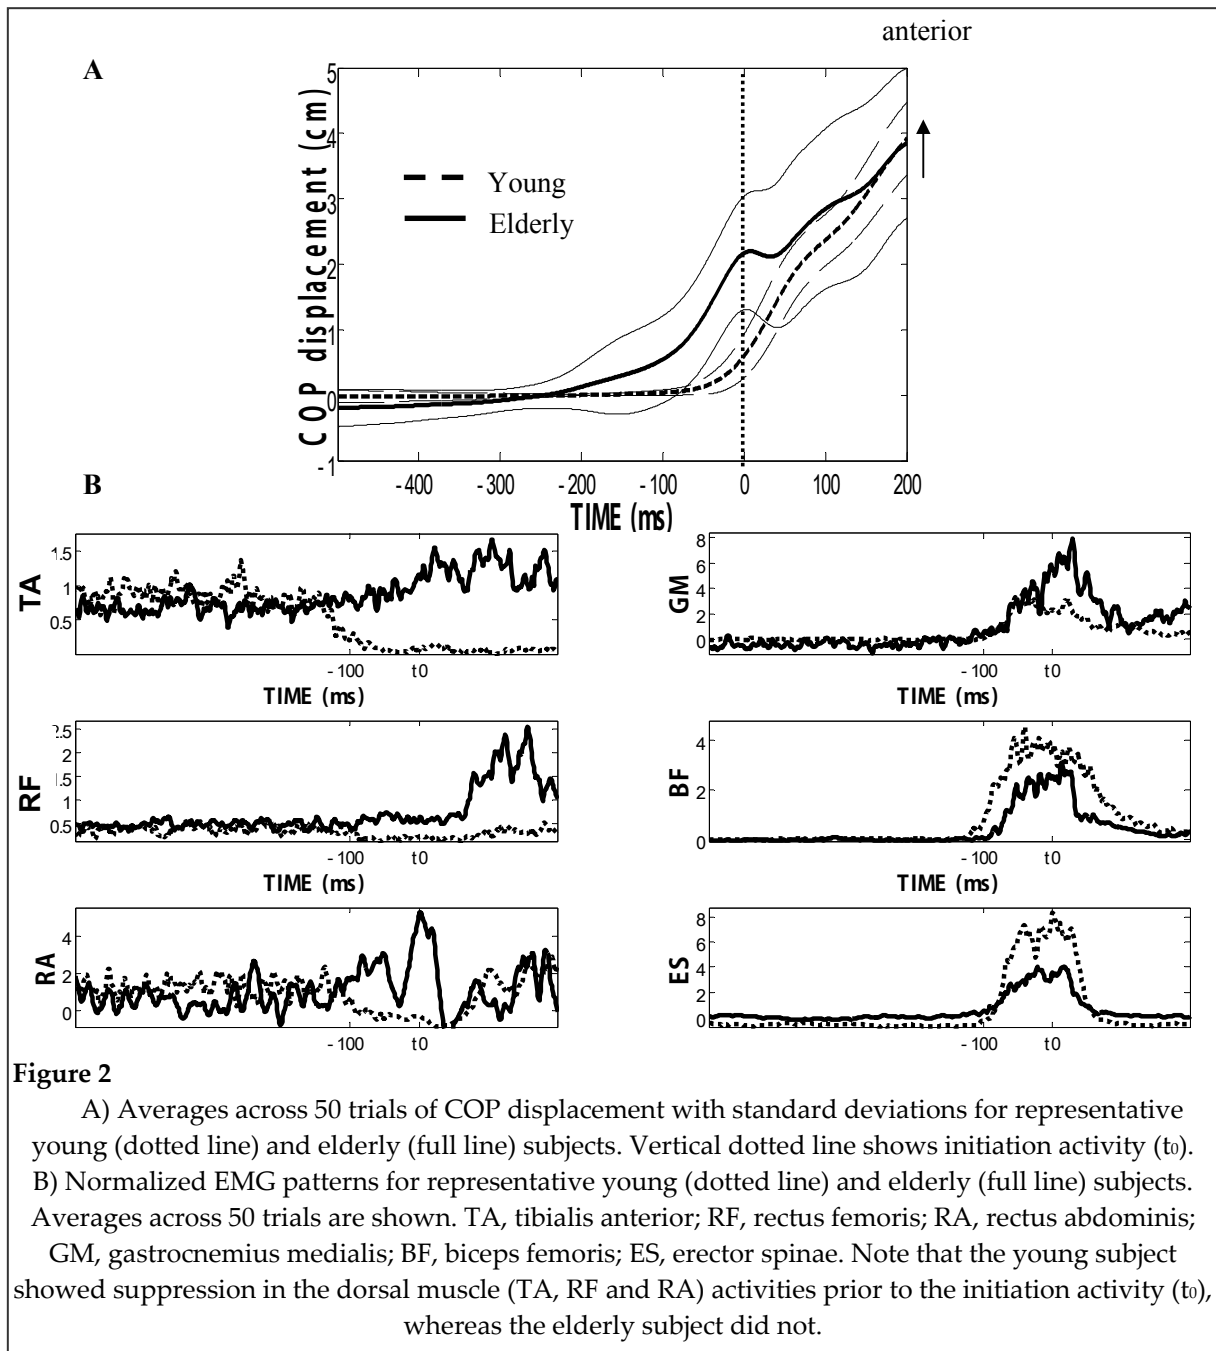 anterior
A
5
4
3
2
1
0
-1
COP displacement (cm)
Young
Elderly
-400 -300 -200 -100 0 100 200
TIME (ms)
B
TA
1.5
1
0.5
-100 t0
TIME (ms)
GM
8
6
4
2
0
-100 t0
TIME (ms)
RF
2.5
2
1.5
1
0.5
-100 t0
TIME (ms)
BF
4
2
0
-100 t0
TIME (ms)
RA
4
2
0
-100 t0
ES
8
6
4
2
0
-100 t0
Figure 2
A) Averages across 50 trials of COP displacement with standard deviations for representative
young (dotted line) and elderly (full line) subjects. Vertical dotted line shows initiation activity (t0).
B) Normalized EMG patterns for representative young (dotted line) and elderly (full line) subjects.
Averages across 50 trials are shown. TA, tibialis anterior; RF, rectus femoris; RA, rectus abdominis;
GM, gastrocnemius medialis; BF, biceps femoris; ES, erector spinae. Note that the young subject
showed suppression in the dorsal muscle (TA, RF and RA) activities prior to the initiation activity (t0),
whereas the elderly subject did not.